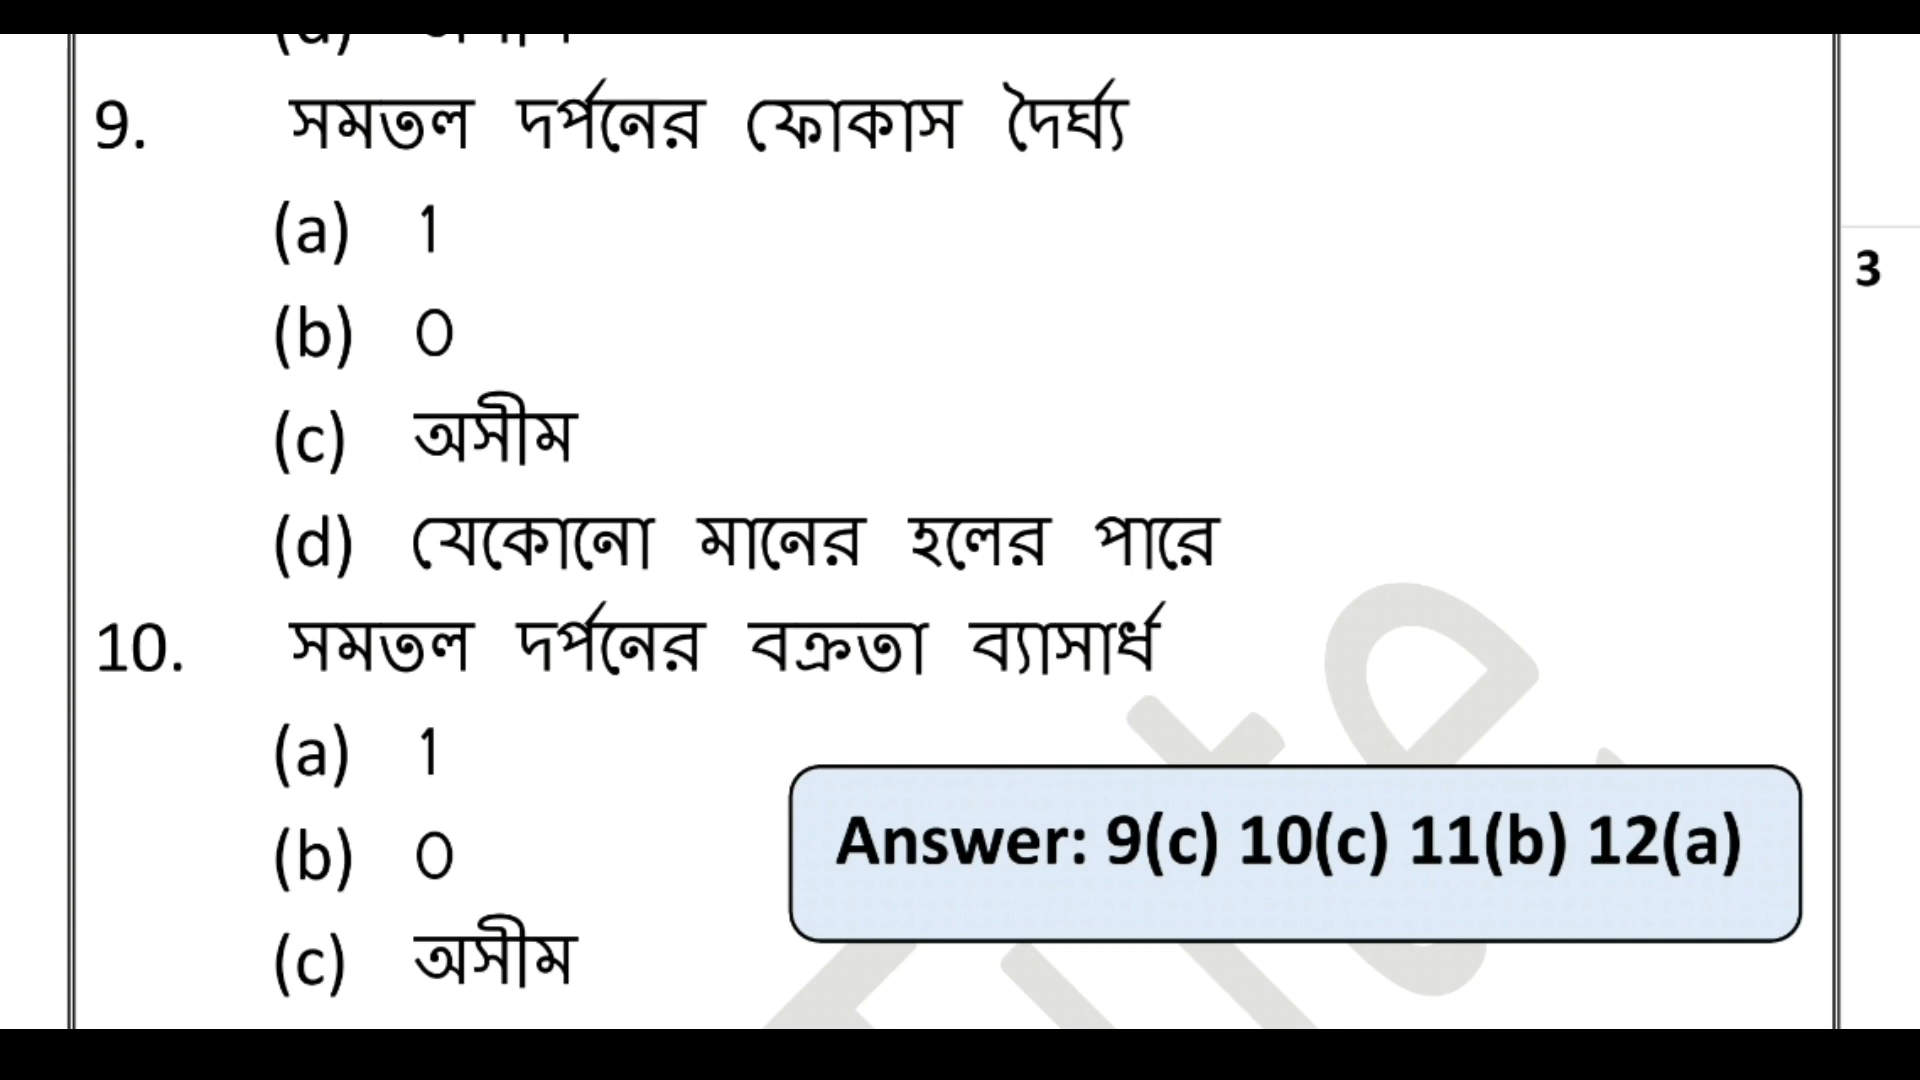 9. সমতল দর্পনের ফোকাস দৈর্ঘ্য
(a) 1
(b) 0
(c) অসীম
(d) যেকোনো মানের হলের পারে
10. সমতল দর্পনের বক্রতা ব্যাসার্ধ
(a) 1
(b) 0
(c) অসীম
Answer: 9(c) 10(c) 11(b) 12(a)
3